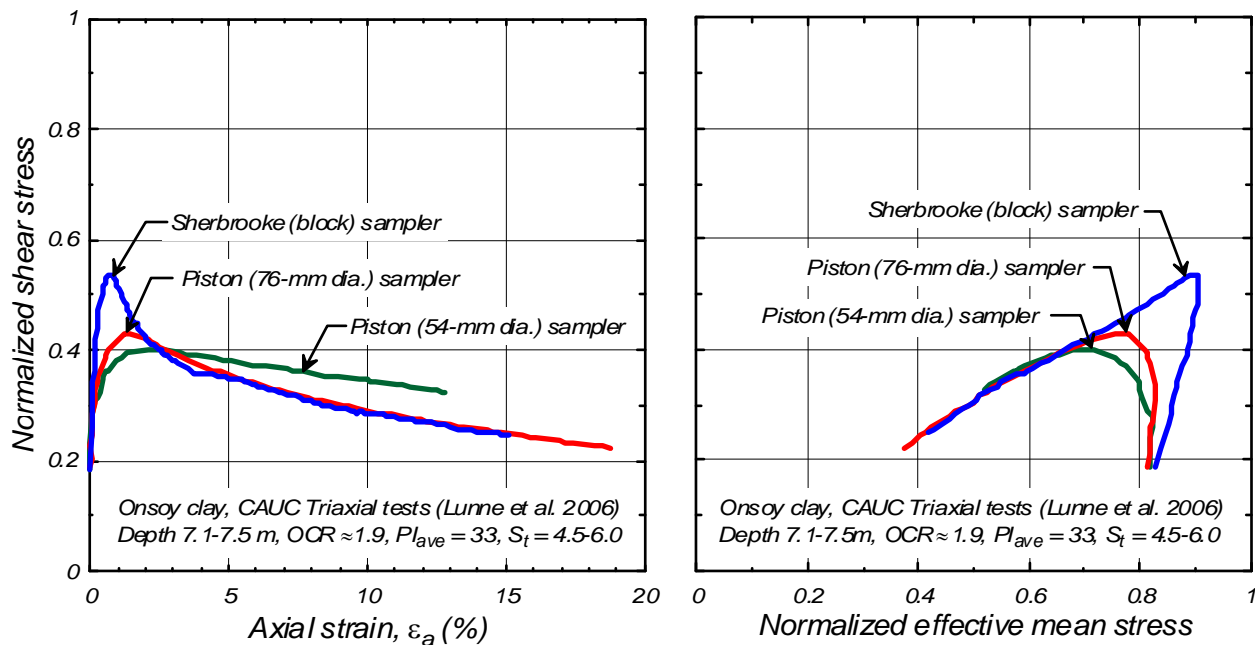 1
0.8
0.6
0.4
0.2
0
Normalized shear stress
Sherbrooke (block) sampler
Piston (76-mm dia.) sampler
Piston (54-mm dia.) sampler
Onsoy clay, CAUC Triaxial tests (Lunne et al. 2006)
Depth 7.1-7.5 m, OCR ≈ 1.9, PIave = 33, St = 4.5-6.0
0 5 10 15 20
Axial strain, εa (%)
Sherbrooke (block) sampler
Piston (76-mm dia.) sampler
Piston (54-mm dia.) sampler
Onsoy clay, CAUC Triaxial tests (Lunne et al. 2006)
Depth 7.1-7.5m, OCR ≈ 1.9, PIave = 33, St = 4.5-6.0
0 0.2 0.4 0.6 0.8 1
Normalized effective mean stress